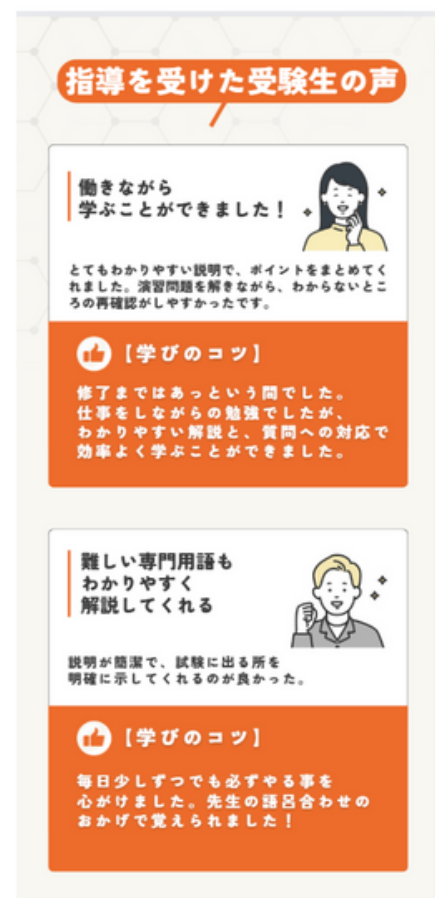 指導を受けた受験生の声
働きながら
学ぶことができました！
とてもわかりやすい説明で、ポイントをまとめてく
れました。演習問題を解きながら、わからないとこ
ろの再確認がしやすかったです。
【学びのコツ】
修了まではあっという間でした。
仕事をしながらの勉強でしたが、
わかりやすい解説と、質問への対応で
効率よく学ぶことができました。
難しい専門用語も
わかりやすく
解説してくれる
説明が簡潔で、試験に出る所を
明確に示してくれるのが良かった。
【学びのコツ】
毎日少しずつでも必ずやる事を
心がけました。先生の語呂合わせの
おかげで覚えられました！